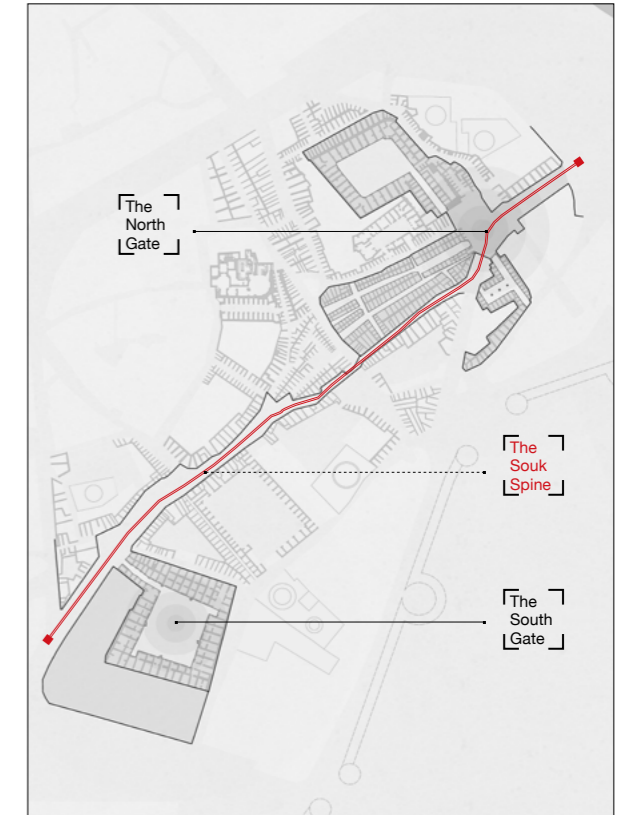 The
North
Gate
The
Souk
Spine
The
South
Gate